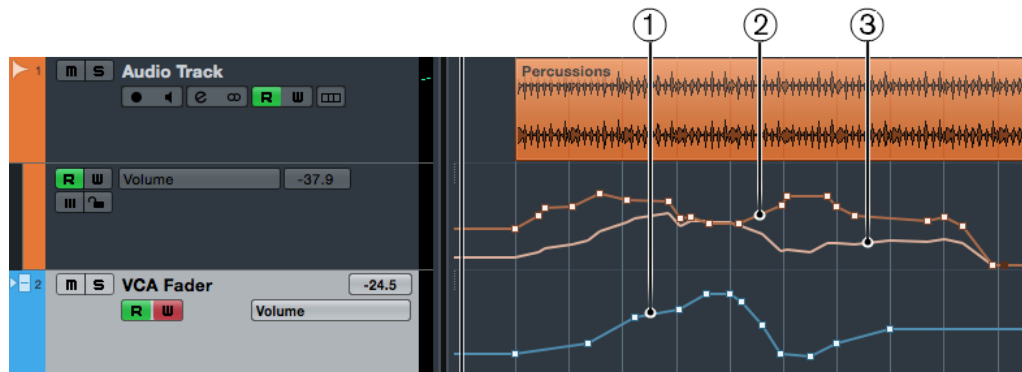 1 2 3
1 m S Audio Track
Percussions
e R W
R W Volume -37.9
2 m S VCA Fader -24.5
R W Volume